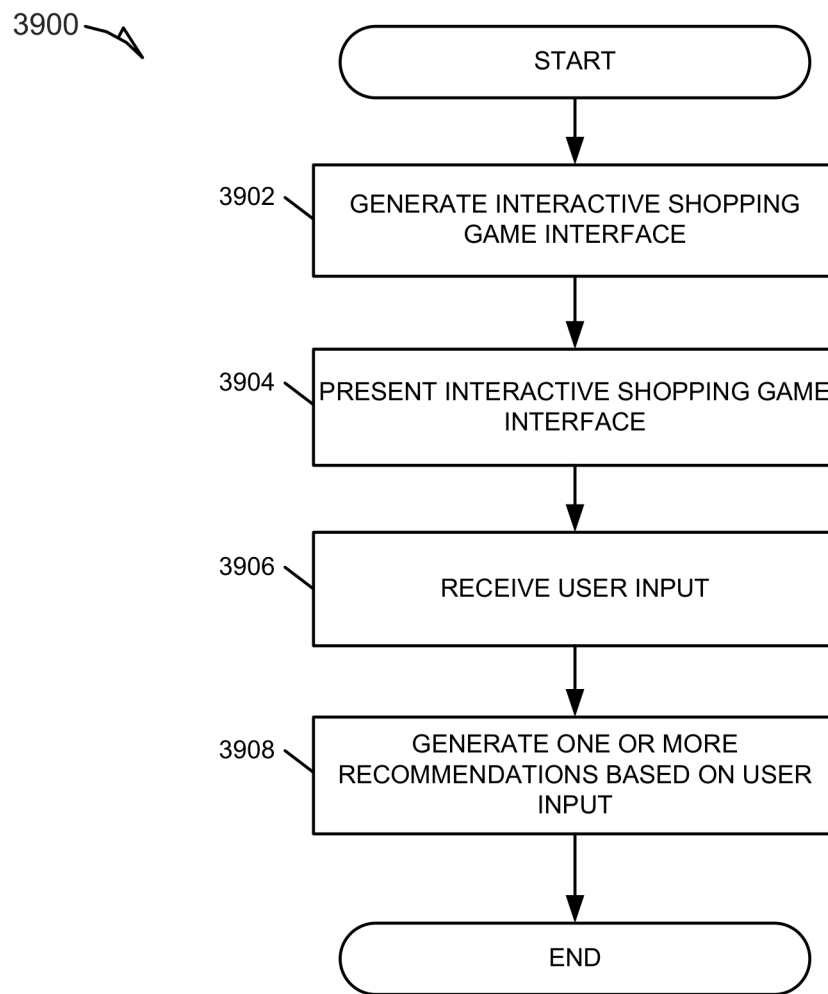 3900
START
3902
GENERATE INTERACTIVE SHOPPING
GAME INTERFACE
3904
PRESENT INTERACTIVE SHOPPING GAME
INTERFACE
3906
RECEIVE USER INPUT
3908
GENERATE ONE OR MORE
RECOMMENDATIONS BASED ON USER
INPUT
END